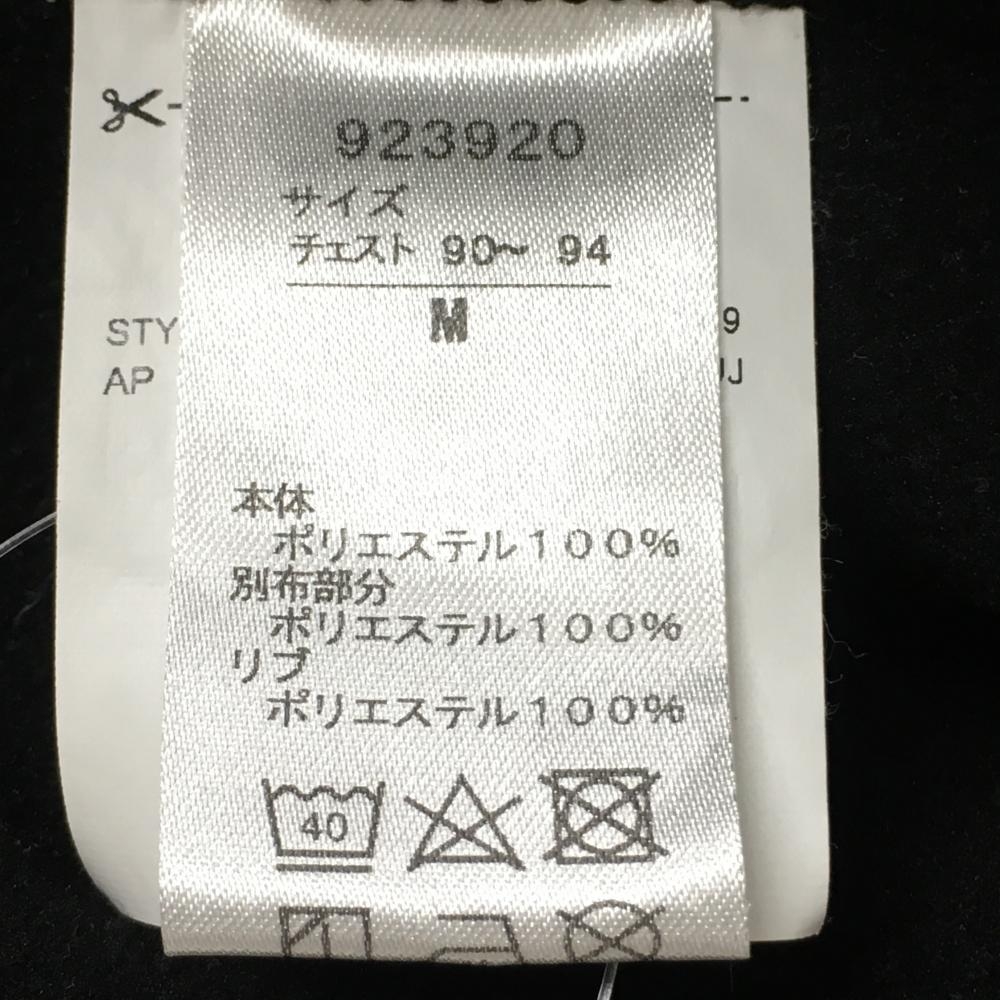 923920
サイズ
チェスト 90～ 94
M
STY
9
AP
本体
ポリエステル100%
別布部分
ポリエステル100%
リブ
ポリエステル100%
40